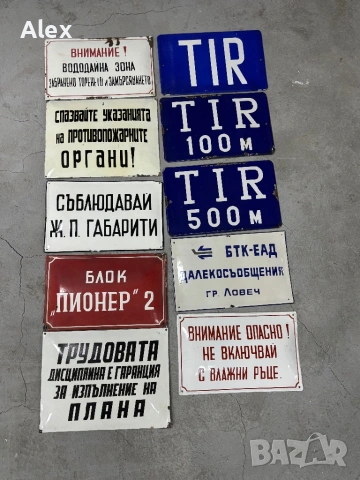 Alex
ВНИМАНИЕ!
ВОДОДАЙНА ЗОНА
ЗАБРАНЕНО ТОРЕНЕТО И ЗАМЪРСЯВАНЕТО
СПАЗВАЙТЕ УКАЗАНИЯТА
НА ПРОТИВОПОЖАРНИТЕ
ОРГАНИ!
СЪБЛЮДАВАЙ
Ж.П. ГАБАРИТИ
БЛОК
„ПИОНЕР" 2
ТРУДОВАТА
ДИСЦИПЛИНА Е ГАРАНЦИЯ
ЗА ИЗПЪЛНЕНИЕ НА
ПЛАНА
TIR
TIR
100 М
TIR
500 М
БТК-ЕАД
ДАЛЕКОСЪОБЩЕНИЯ
ГР. ЛОВЕЧ
ВНИМАНИЕ ОПАСНО!
НЕ ВКЛЮЧВАЙ
С ВЛАЖНИ РЪЦЕ.
BAZAR